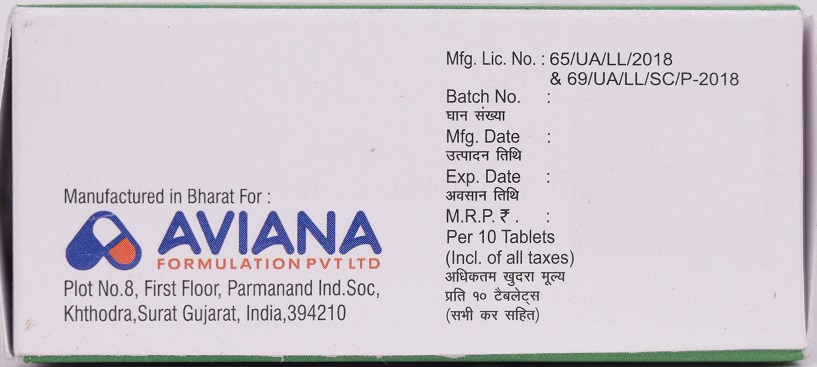 Manufactured in Bharat For :
AVIANA
FORMULATION PVT LTD
Plot No.8, First Floor, Parmanand Ind.Soc,
Khthodra,Surat Gujarat, India,394210
Mfg. Lic. No. : 65/UA/LL/2018
& 69/UA/LL/SC/P-2018
Batch No. :
घान संख्या
Mfg. Date :
उत्पादन तिथि
Exp. Date :
अवसान तिथि
M.R.P. ₹ . :
Per 10 Tablets
(Incl. of all taxes)
अधिकतम खुदरा मूल्य
प्रति १० टैबलेट्स
(सभी कर सहित)